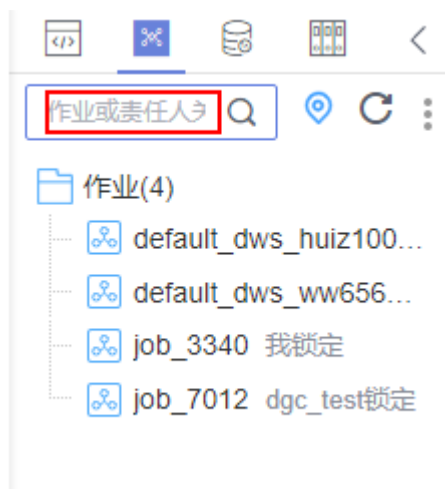 作业或责任人
作业(4)
default_dws_huiz100...
default_dws_ww656...
job_3340 我锁定
job_7012 dgc_test锁定